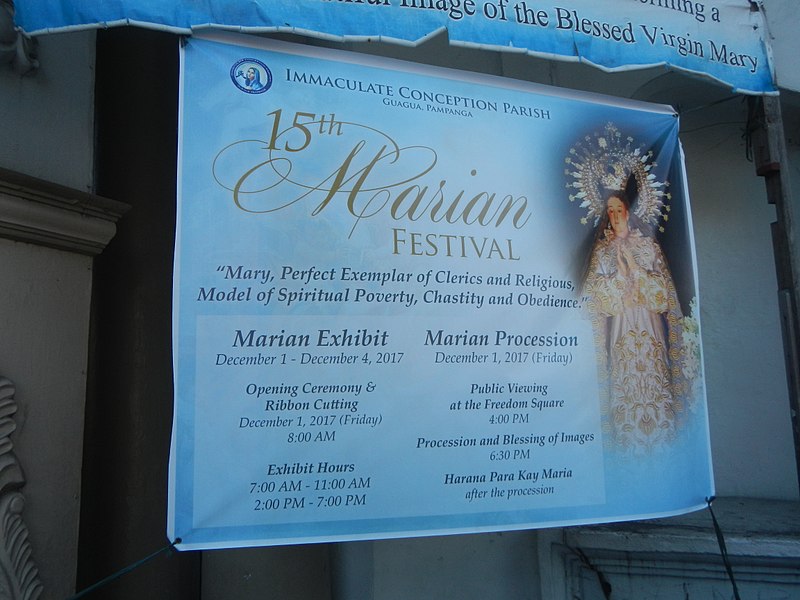 a
Image of the Blessed Virgin Mary
IMMACULATE CONCEPTION PARISH
GUAGUA, PAMPANGA
15th
Marian
FESTIVAL
“Mary, Perfect Exemplar of Clerics and Religious,
Model of Spiritual Poverty, Chastity and Obedience.”
Marian Exhibit
December 1 - December 4, 2017
Opening Ceremony &
Ribbon Cutting
December 1, 2017 (Friday)
8:00 AM
Exhibit Hours
7:00 AM - 11:00 AM
2:00 PM - 7:00 PM
Marian Procession
December 1, 2017 (Friday)
Public Viewing
at the Freedom Square
4:00 PM
Procession and Blessing of Images
6:30 PM
Harana Para Kay Maria
after the procession